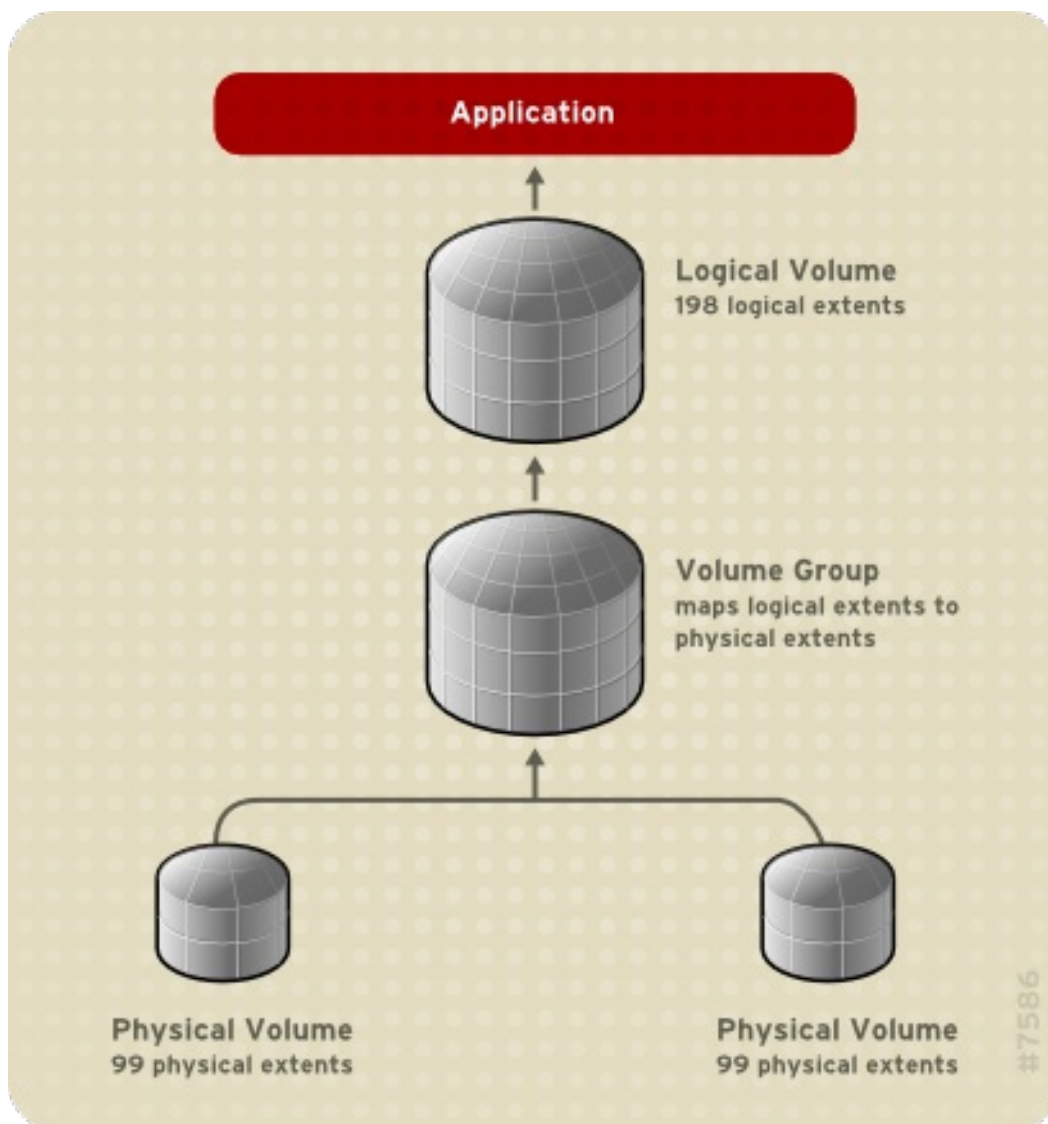 Application
Logical Volume
198 logical extents
Volume Group
maps logical extents to
physical extents
Physical Volume
99 physical extents
Physical Volume
99 physical extents
#7586